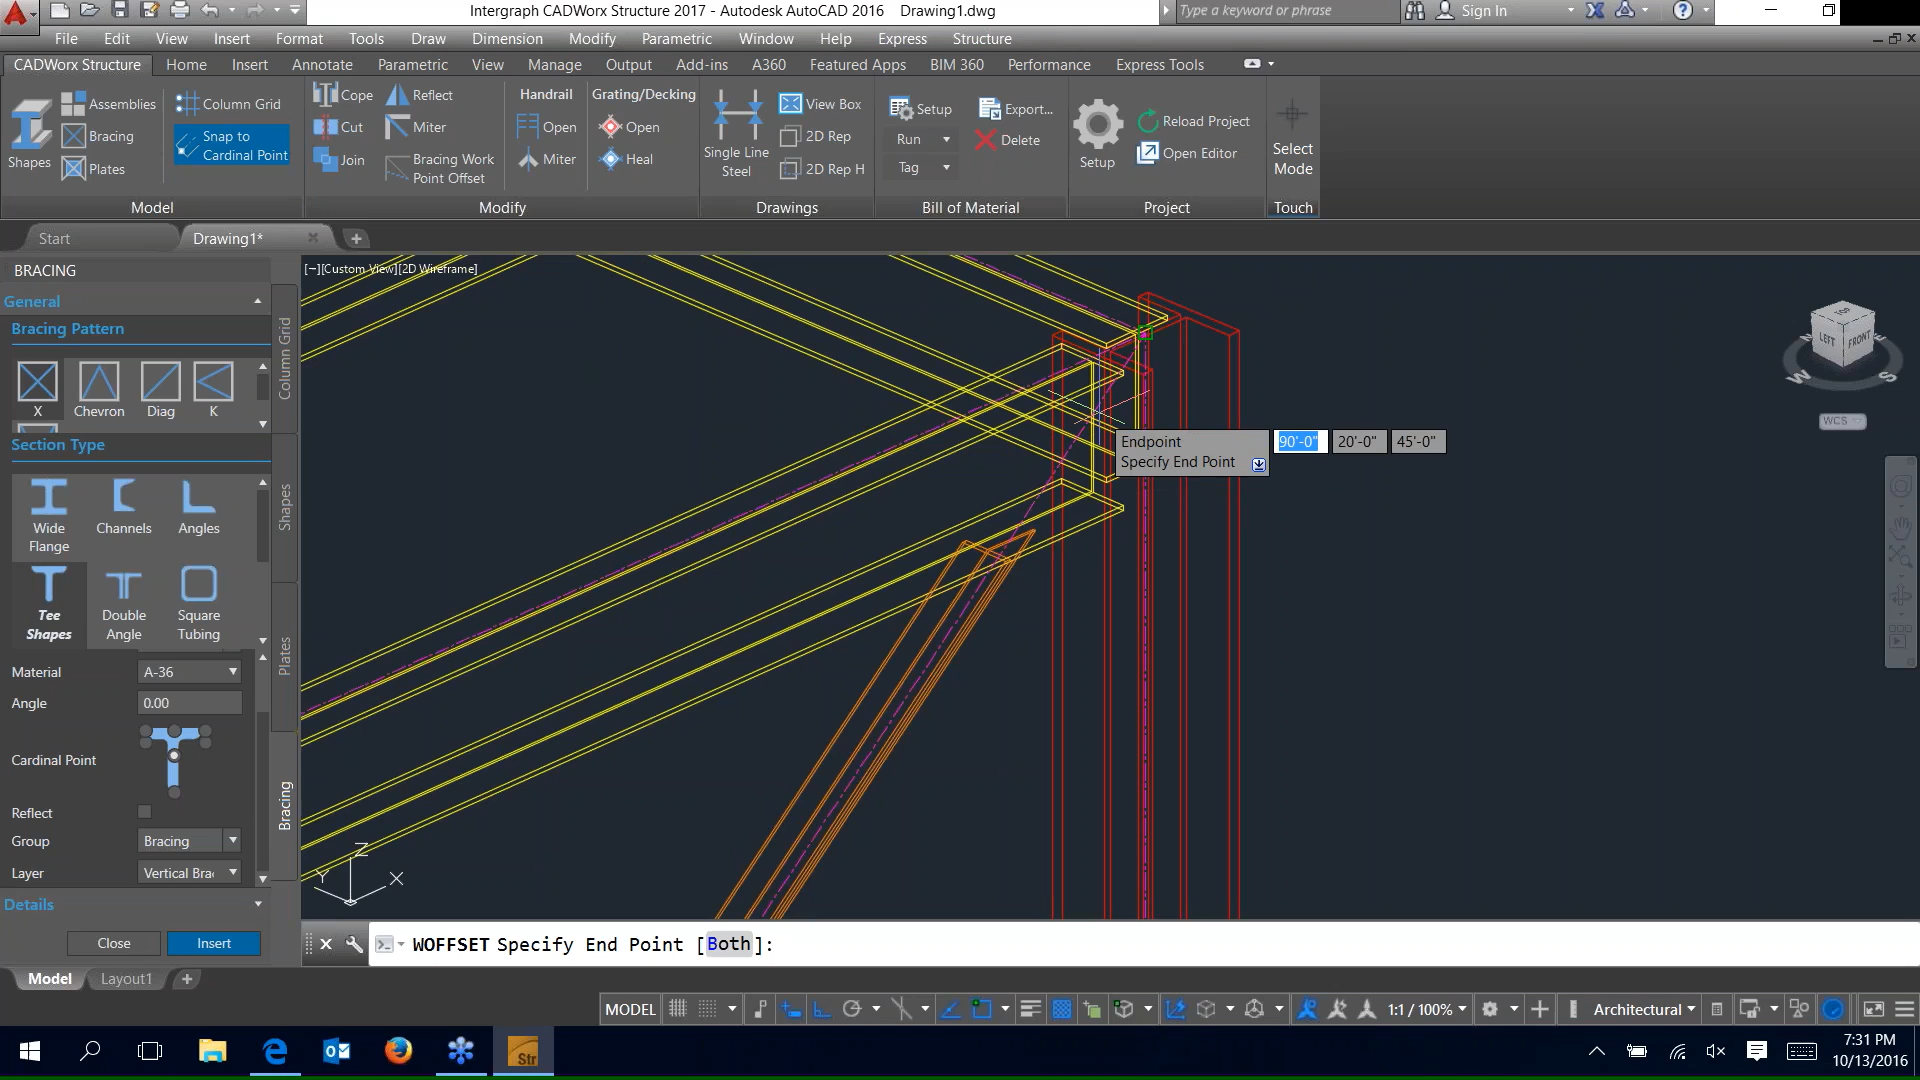 Intergraph CADWorx Structure 2017 - Autodesk AutoCAD 2016    Drawing1.dwg
Type a keyword or phrase
Sign In
File Edit View Insert Format Tools Draw Dimension Modify Parametric Window Help Express Structure
CADWorx Structure Home Insert Annotate Parametric View Manage Output Add-ins A360 Featured Apps BIM 360 Performance Express Tools
Shapes
Assemblies
Bracing
Plates
Column Grid
Snap to
Cardinal Point
Model
Cope
Cut
Join
Reflect
Miter
Bracing Work
Point Offset
Handrail
Open
Miter
Grating/Decking
Open
Heal
Modify
Single Line
Steel
View Box
2D Rep
2D Rep H
Drawings
Setup
Run
Tag
Export...
Delete
Bill of Material
Setup
Reload Project
Open Editor
Project
Select
Mode
Touch
Start
Drawing1*
BRACING
General
Bracing Pattern
X
Chevron
Diag
K
Section Type
Wide
Flange
Channels
Angles
Tee
Shapes
Double
Angle
Square
Tubing
Material A-36
Angle 0.00
Cardinal Point
Reflect
Group Bracing
Layer Vertical Bra
Details
Close
Insert
Column Grid
Shapes
Plates
Bracing
[−][Custom View][2D Wireframe]
Endpoint
Specify End Point
90'-0"
20'-0"
45'-0"
TOP
LEFT
FRONT
W
S
WCS
Z
Y
X
WOFFSET Specify End Point [Both]:
Model
Layout1
MODEL
1:1 / 100%
Architectural
Str
7:31 PM
10/13/2016